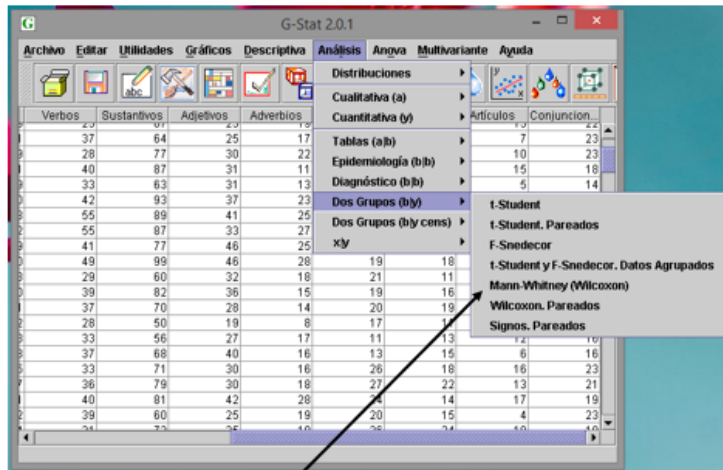 G-Stat 2.0.1
Archivo Editar Utilidades Gráficos Descriptiva Análisis Anova Multivariante Ayuda
abc
Verbos Sustantivos Adjetivos Adverbios Artículos Conjuncion...
37 64 25 17 7 23
28 77 30 22 10 23
40 87 31 11 15 18
33 63 31 13 5 14
42 93 37 23
55 89 41 25
55 87 33 27
41 77 46 25
49 99 46 28 19 18
29 60 32 18 21 11
39 82 36 15 19 16
37 70 28 14 20 19
28 50 19 8 17
33 56 27 17 11 13
37 68 40 16 13 15 6 16
33 71 30 16 26 18 16 23
36 79 30 18 27 22 13 21
40 81 42 28 14 17 19
39 60 25 19 20 15 4 23
Distribuciones
Cualitativa (a)
Cuantitativa (y)
Tablas (a|b)
Epidemiología (b|b)
Diagnóstico (b|b)
Dos Grupos (b|y)
Dos Grupos (b|y cens)
x|y
t-Student
t-Student. Pareados
F-Snedecor
t-Student y F-Snedecor. Datos Agrupados
Mann-Whitney (Wilcoxon)
Wilcoxon. Pareados
Signos. Pareados